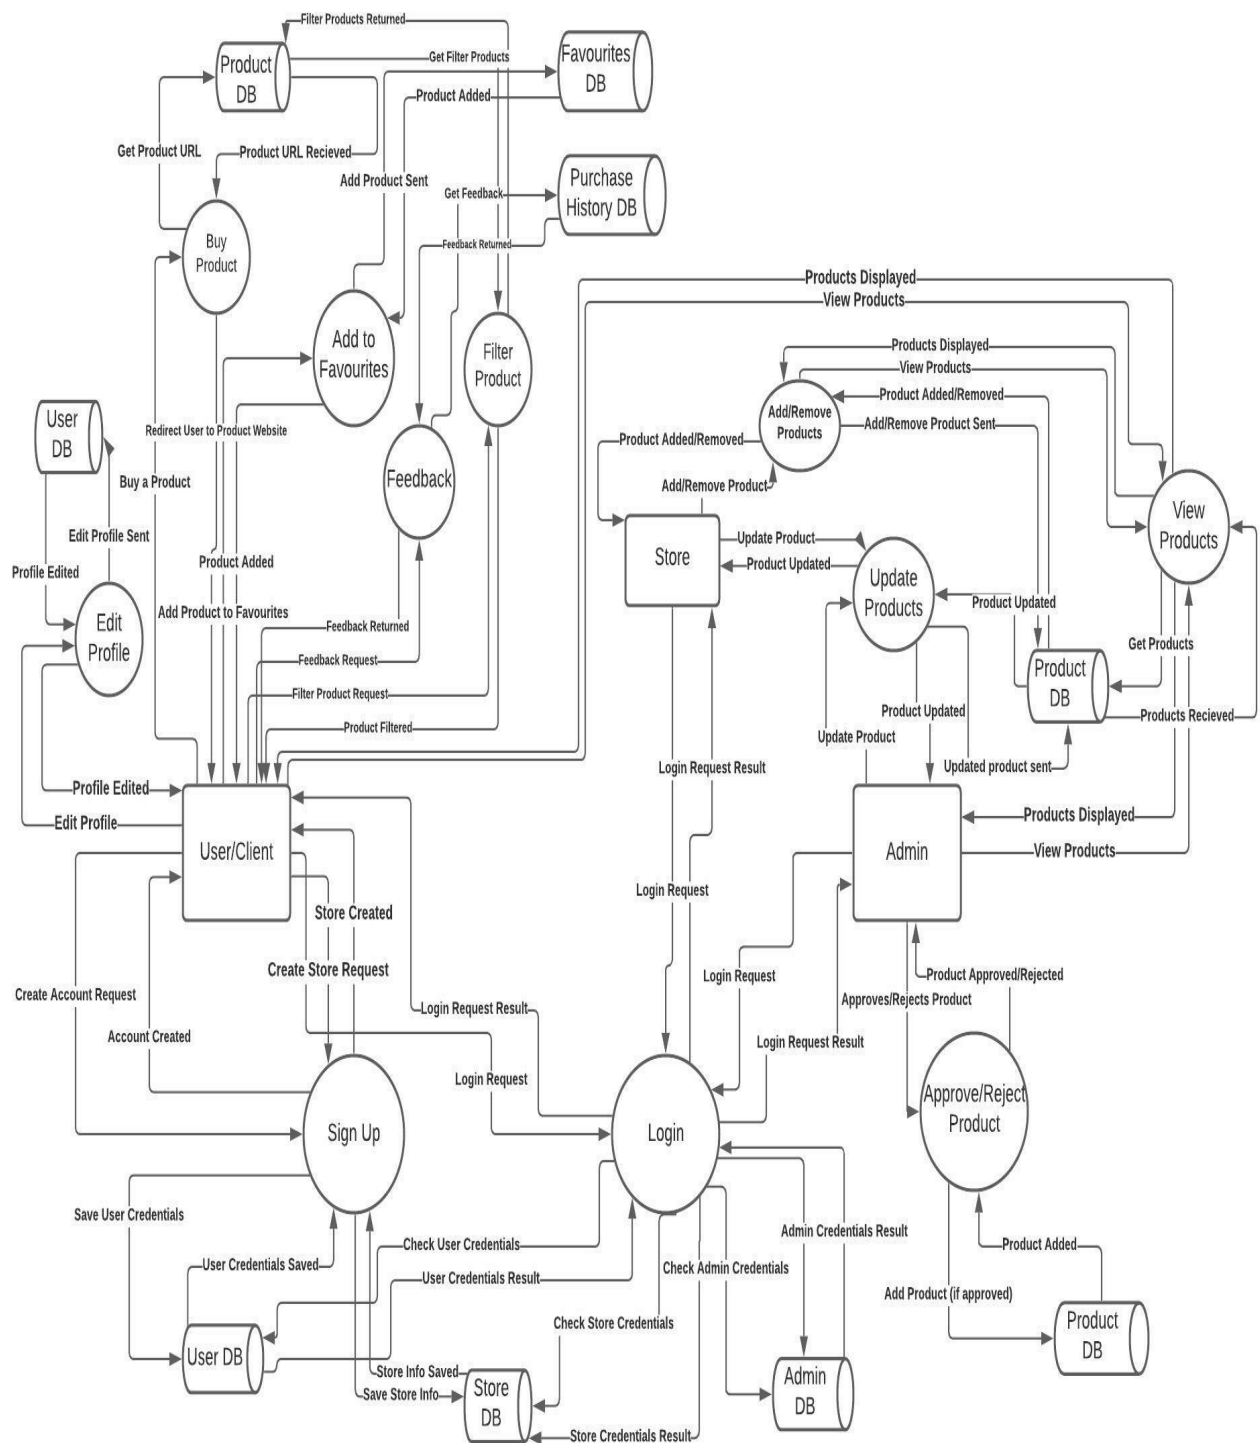 Filter Products Returned
Product
DB
Get Filter Products
Favourites
DB
Product Added
Get Product URL
Product URL Recieved
Add Product Sent
Get Feedback
Purchase
History DB
Feedback Returned
Buy
Product
Products Displayed
View Products
Add to
Favourites
Filter
Product
Products Displayed
View Products
Product Added/Removed
Add/Remove
Products
Add/Remove Product Sent
User
DB
Redirect User to Product Website
Product Added/Removed
Buy a Product
Feedback
Add/Remove Product
View
Products
Edit Profile Sent
Store
Update Product
Product Updated
Profile Edited
Product Added
Update
Products
Add Product to Favourites
Product Updated
Edit
Profile
Feedback Returned
Get Products
Feedback Request
Product
DB
Filter Product Request
Product Updated
Products Recieved
Product Filtered
Update Product
Login Request Result
Updated product sent
Profile Edited
Edit Profile
Products Displayed
User/Client
Admin
View Products
Login Request
Store Created
Create Store Request
Login Request
Product Approved/Rejected
Create Account Request
Approves/Rejects Product
Login Request Result
Account Created
Login Request Result
Login Request
Approve/Reject
Product
Sign Up
Login
Save User Credentials
Admin Credentials Result
Check User Credentials
Product Added
User Credentials Saved
User Credentials Result
Check Admin Credentials
Add Product (if approved)
Check Store Credentials
Product
DB
User DB
Store Info Saved
Save Store Info
Store
DB
Admin
DB
Store Credentials Result